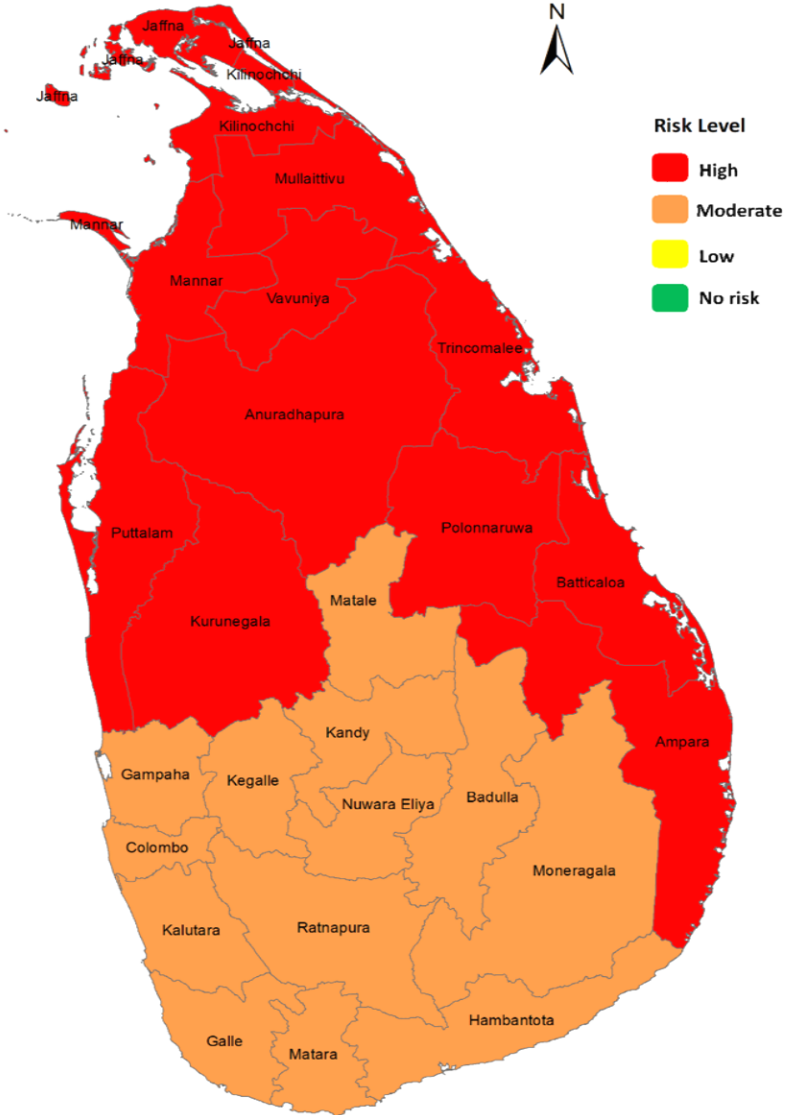 N
Jaffna
Jaffna
Jaffna
Kilinochchi
Jaffna
Kilinochchi
Risk Level
High
Moderate
Low
No risk
Mullaittivu
Mannar
Mannar
Vavuniya
Trincomalee
Anuradhapura
Puttalam
Polonnaruwa
Batticaloa
Matale
Kurunegala
Kandy
Ampara
Gampaha
Kegalle
Nuwara Eliya
Badulla
Colombo
Moneragala
Kalutara
Ratnapura
Hambantota
Galle
Matara